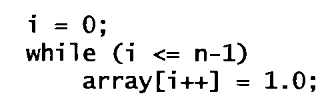 i = 0;
while (i <= n-1)
    array[i++] = 1.0;